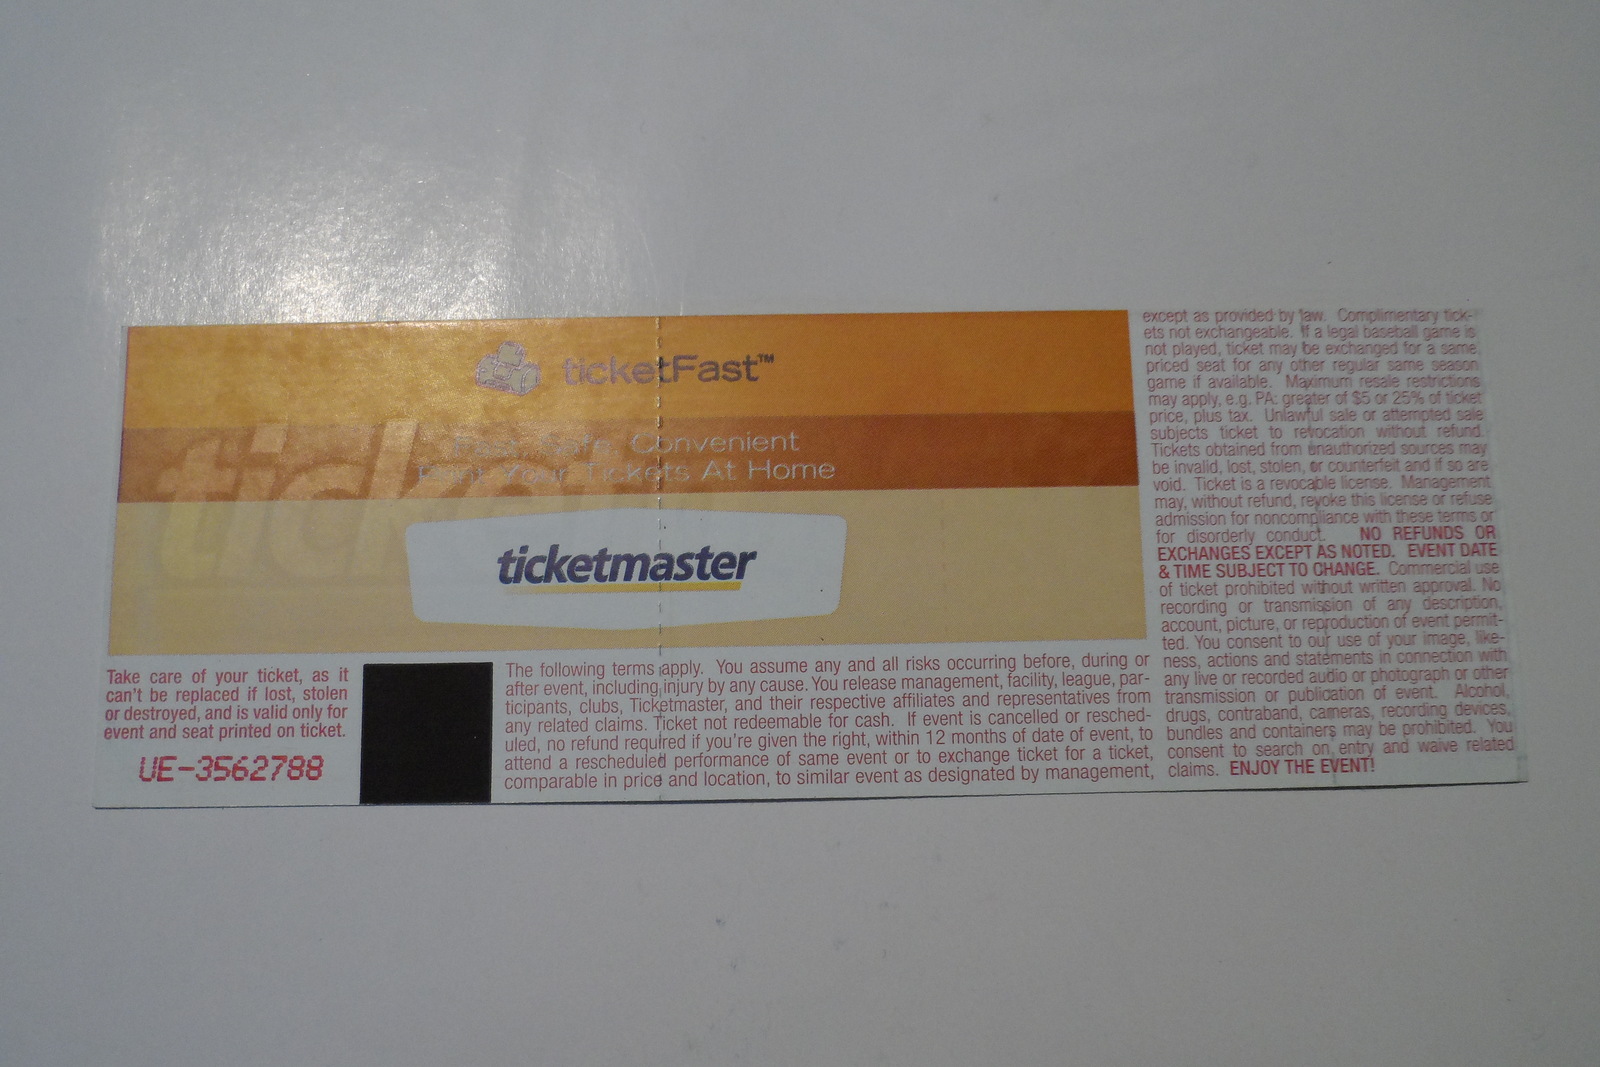 ticketFast™
Fast. Safe. Convenient
Print Your Tickets At Home
ticket
ticketmaster
Take care of your ticket, as it
can't be replaced if lost, stolen
or destroyed, and is valid only for
event and seat printed on ticket.
UE-3562788
The following terms apply. You assume any and all risks occurring before, during or
after event, including injury by any cause. You release management, facility, league, par-
ticipants, clubs, Ticketmaster, and their respective affiliates and representatives from
any related claims. Ticket not redeemable for cash. If event is cancelled or resched-
uled, no refund required if you're given the right, within 12 months of date of event, to
attend a rescheduled performance of same event or to exchange ticket for a ticket,
comparable in price and location, to similar event as designated by management,
except as provided by law. Complimentary tick-
ets not exchangeable. If a legal baseball game is
not played, ticket may be exchanged for a same
priced seat for any other regular same season
game if available. Maximum resale restrictions
may apply, e.g. PA: greater of $5 or 25% of ticket
price, plus tax. Unlawful sale or attempted sale
subjects ticket to revocation without refund.
Tickets obtained from unauthorized sources may
be invalid, lost, stolen, or counterfeit and if so are
void. Ticket is a revocable license. Management
may, without refund, revoke this license or refuse
admission for noncompliance with these terms or
for disorderly conduct. NO REFUNDS OR
EXCHANGES EXCEPT AS NOTED. EVENT DATE
& TIME SUBJECT TO CHANGE. Commercial use
of ticket prohibited without written approval. No
recording or transmission of any description,
account, picture, or reproduction of event permit-
ted. You consent to our use of your image, like-
ness, actions and statements in connection with
any live or recorded audio or photograph or other
transmission or publication of event. Alcohol,
drugs, contraband, cameras, recording devices,
bundles and containers may be prohibited. You
consent to search on entry and waive related
claims. ENJOY THE EVENT!